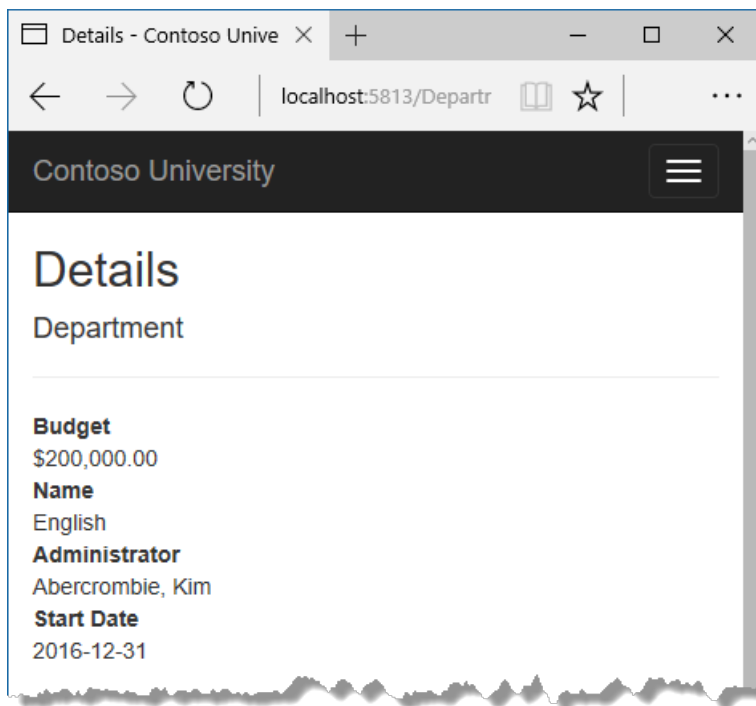 Details - Contoso Unive
localhost:5813/Departr
Contoso University
Details
Department
Budget
$200,000.00
Name
English
Administrator
Abercrombie, Kim
Start Date
2016-12-31